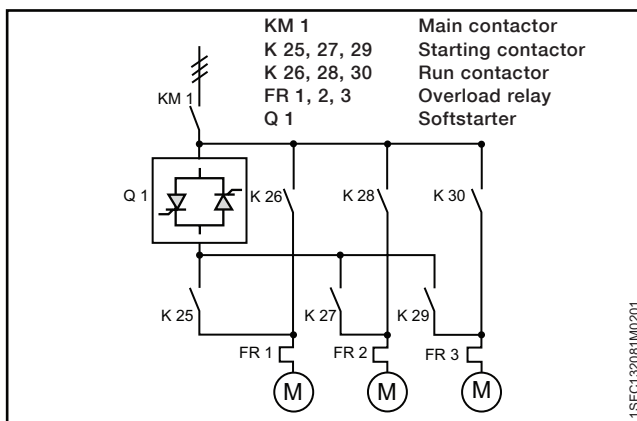 KM 1 Main contactor
K 25, 27, 29 Starting contactor
K 26, 28, 30 Run contactor
FR 1, 2, 3 Overload relay
Q 1 Softstarter
KM 1
Q 1
K 26
K 28
K 30
K 25
K 27
K 29
FR 1
FR 2
FR 3
M
M
M
1SFC132081M0201